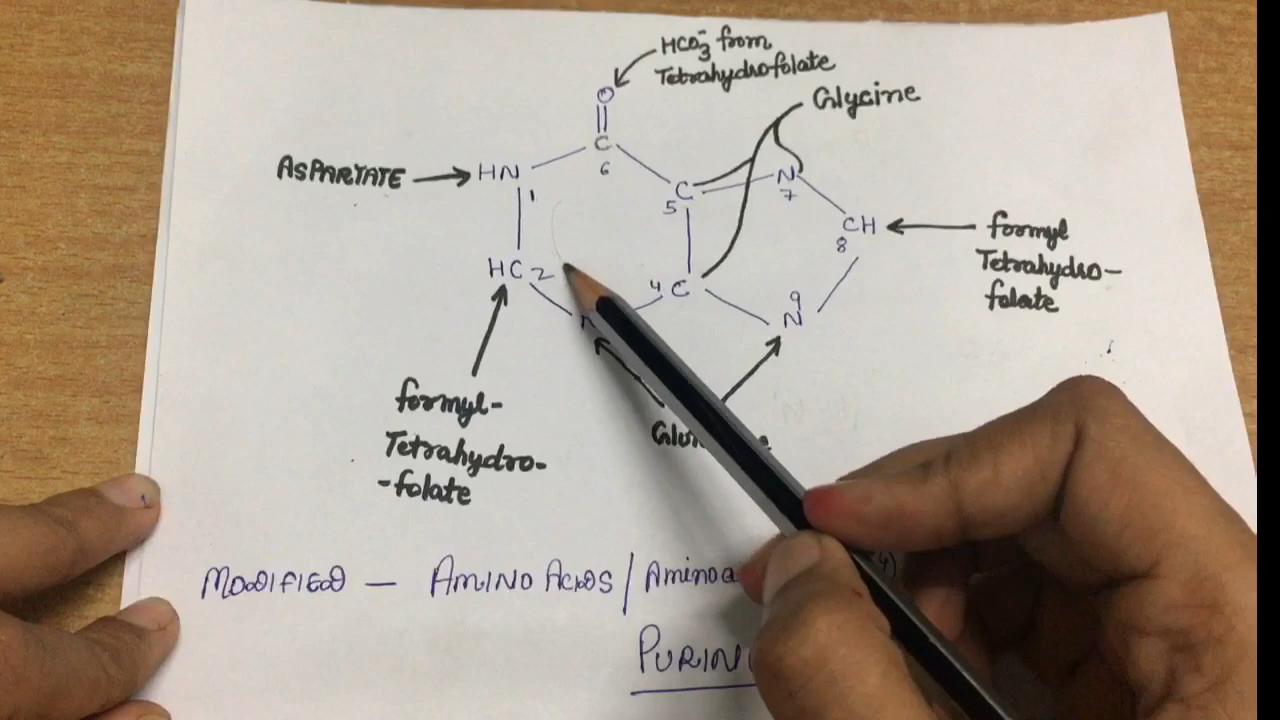 HCO3⁻ from
Tetrahydrofolate
O
Glycine
C
6
ASPARTATE
HN
1
C
5
N
7
CH
8
formyl
Tetrahydro-
folate
HC
2
4
C
9
N
formyl-
Tetrahydro-
-folate
MODIFIED — AMINO ACIDS /